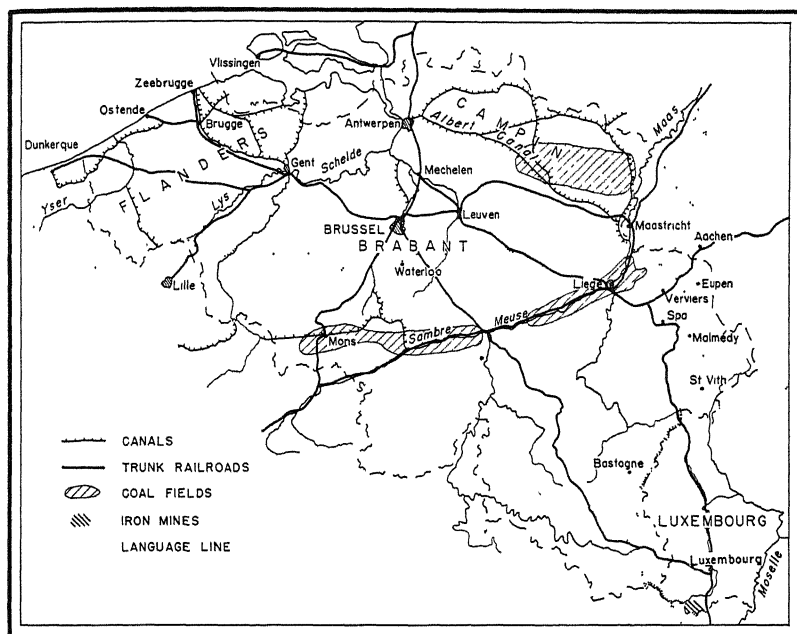 Vlissingen
Zeebrugge
Ostende
Brugge
Dunkerque
FLANDERS
Yser
Lys
Gent
Schelde
Antwerpen
CAMPIN
Albert Canal
Maas
Mechelen
Leuven
BRUSSEL
BRABANT
Waterloo
Maastricht
Aachen
Lille
Liege
Eupen
Verviers
Spa
Malmédy
St Vith
Meuse
Sambre
Mons
Bastogne
LUXEMBOURG
Luxembourg
Moselle
CANALS
TRUNK RAILROADS
COAL FIELDS
IRON MINES
LANGUAGE LINE